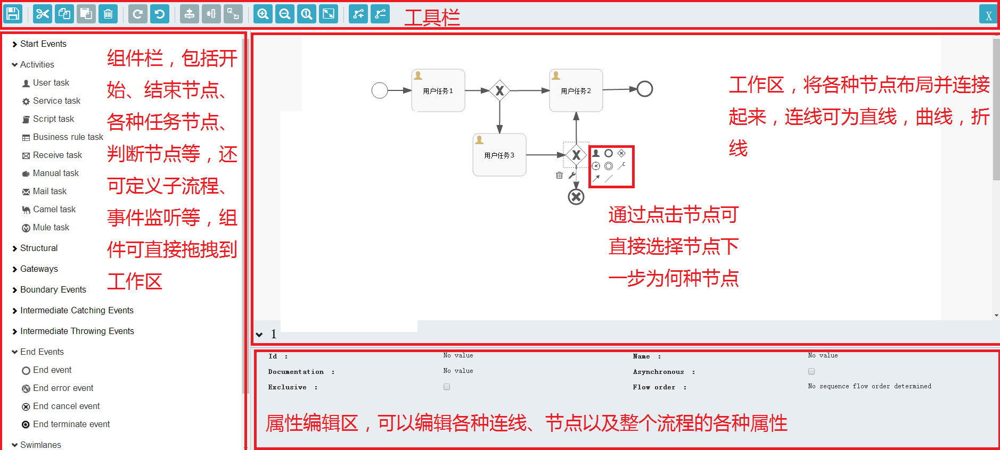 工具栏
X
Start Events
Activities
User task
Service task
Script task
Business rule task
Receive task
Manual task
Mail task
Camel task
Mule task
Structural
Gateways
Boundary Events
Intermediate Catching Events
Intermediate Throwing Events
End Events
End event
End error event
End cancel event
End terminate event
Swimlanes
组件栏，包括开
始、结束节点、
各种任务节点、
判断节点等，还
可定义子流程、
事件监听等，组
件可直接拖拽到
工作区
用户任务1
用户任务2
用户任务3
工作区，将各种节点布局并连接
起来，连线可为直线，曲线，折
线
通过点击节点可
直接选择节点下
一步为何种节点
1
Id : No value
Name : No value
Documentation : No value
Asynchronous :
Exclusive :
Flow order : No sequence flow order determined
属性编辑区，可以编辑各种连线、节点以及整个流程的各种属性